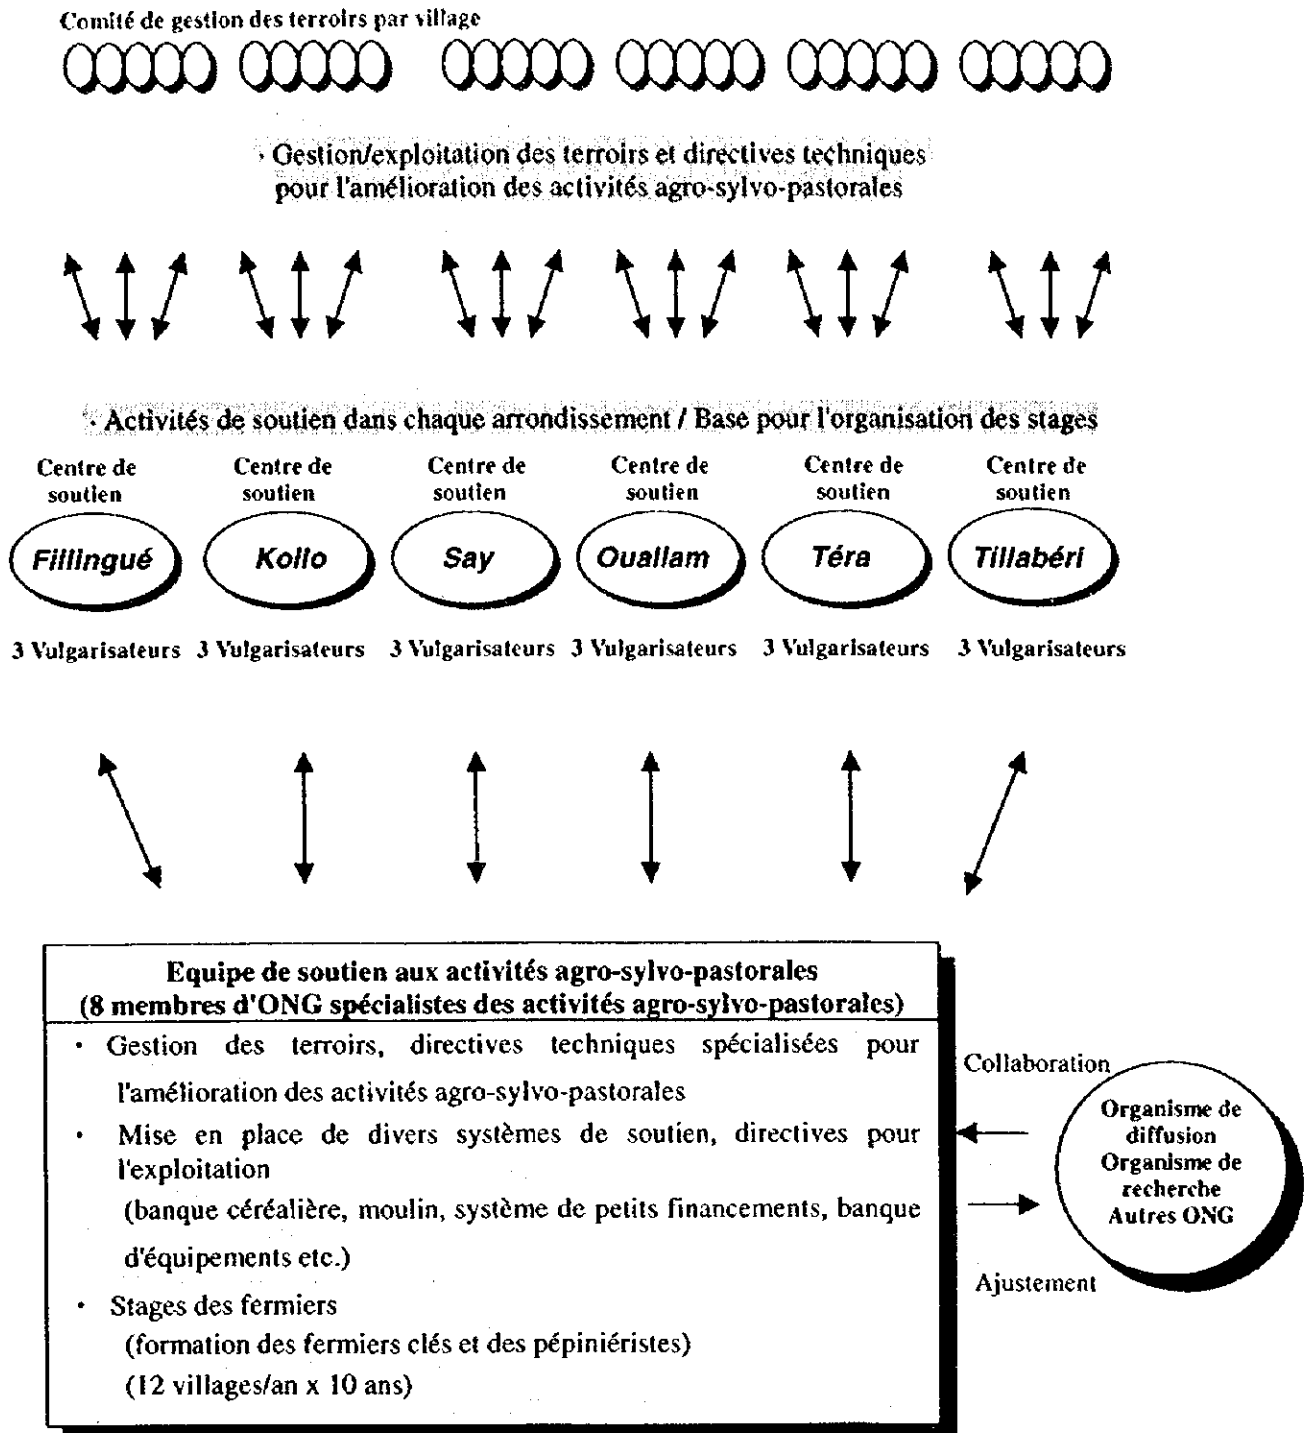 Comité de gestion des terroirs par village
· Gestion/exploitation des terroirs et directives techniques
pour l'amélioration des activités agro-sylvo-pastorales
· Activités de soutien dans chaque arrondissement / Base pour l'organisation des stages
Centre de soutien
Centre de soutien
Centre de soutien
Centre de soutien
Centre de soutien
Centre de soutien
Fillingué
Kollo
Say
Ouallam
Téra
Tillabéri
3 Vulgarisateurs
3 Vulgarisateurs
3 Vulgarisateurs
3 Vulgarisateurs
3 Vulgarisateurs
3 Vulgarisateurs
Equipe de soutien aux activités agro-sylvo-pastorales
(8 membres d'ONG spécialistes des activités agro-sylvo-pastorales)
· Gestion des terroirs, directives techniques spécialisées pour
l'amélioration des activités agro-sylvo-pastorales
· Mise en place de divers systèmes de soutien, directives pour
l'exploitation
(banque céréalière, moulin, système de petits financements, banque
d'équipements etc.)
· Stages des fermiers
(formation des fermiers clés et des pépiniéristes)
(12 villages/an x 10 ans)
Collaboration
Organisme de
diffusion
Organisme de
recherche
Autres ONG
Ajustement